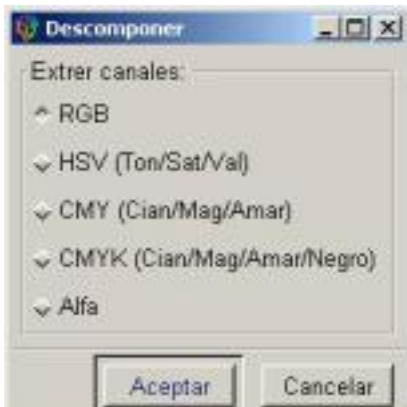 Descomponer
Extrer canales:
RGB
HSV (Ton/Sat/Val)
CMY (Cian/Mag/Amar)
CMYK (Cian/Mag/Amar/Negro)
Alfa
Aceptar
Cancelar